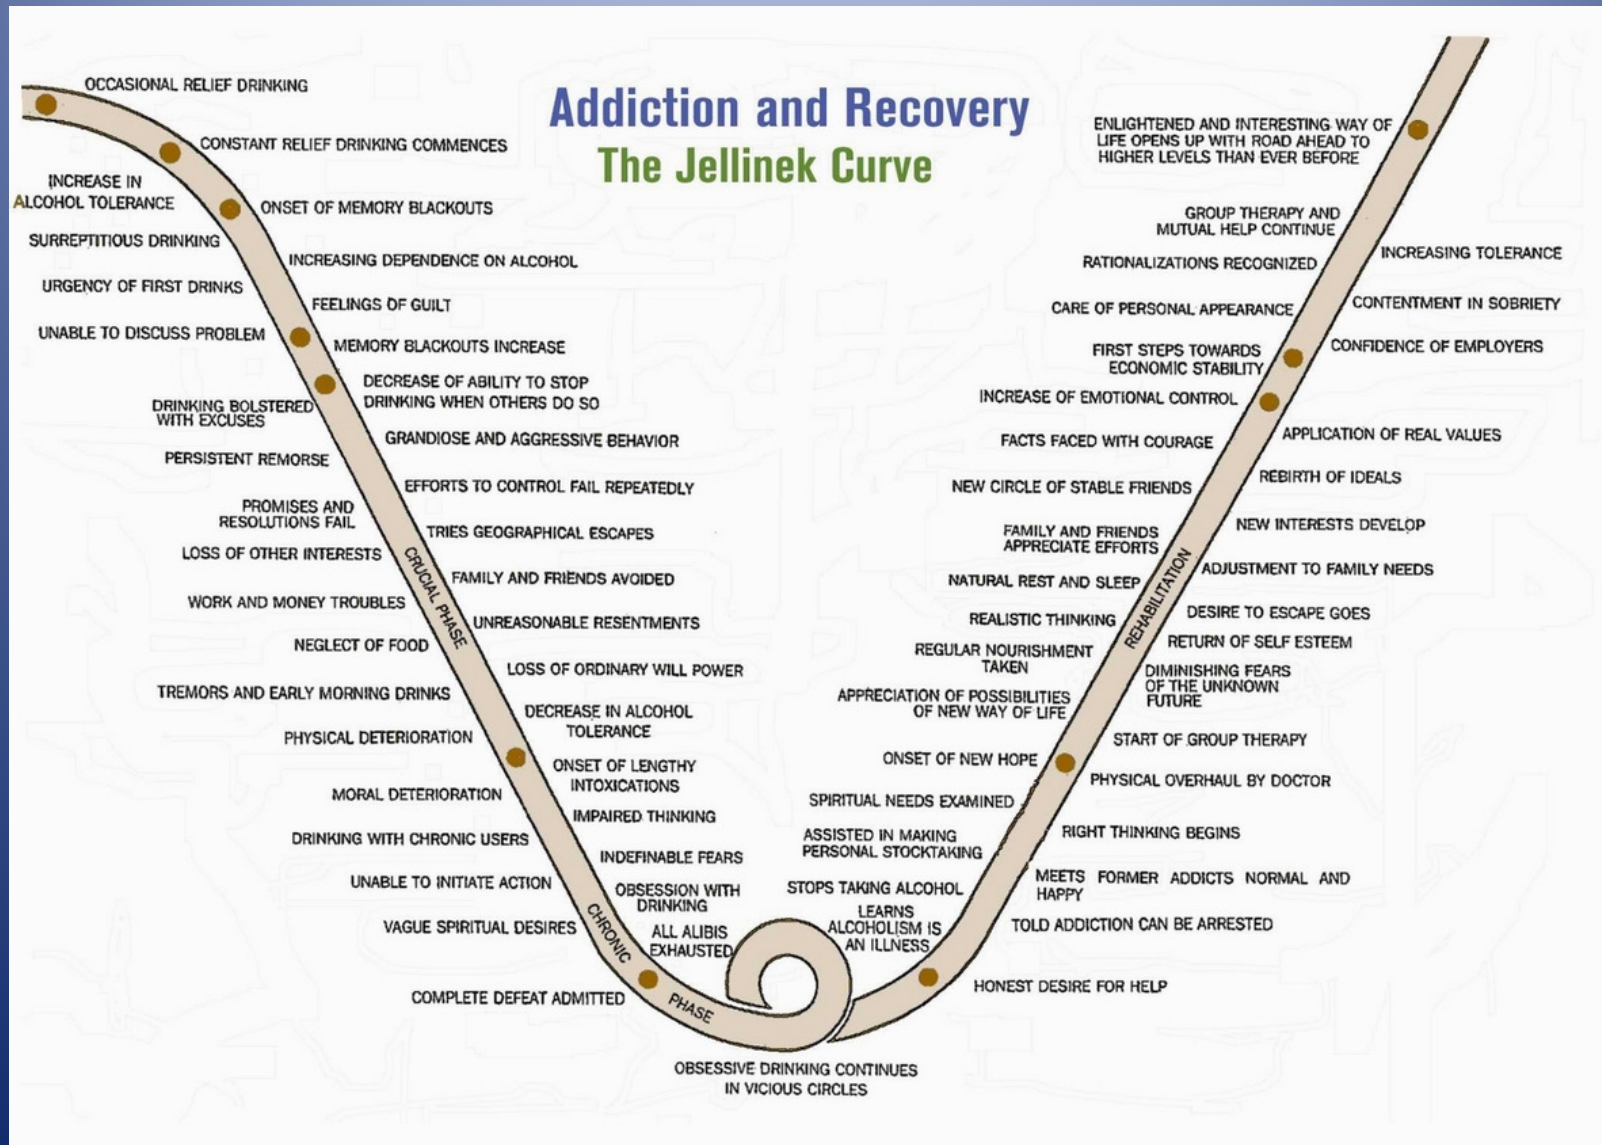 Addiction and Recovery
The Jellinek Curve
OCCASIONAL RELIEF DRINKING
CONSTANT RELIEF DRINKING COMMENCES
INCREASE IN
ALCOHOL TOLERANCE
ONSET OF MEMORY BLACKOUTS
SURREPTITIOUS DRINKING
INCREASING DEPENDENCE ON ALCOHOL
URGENCY OF FIRST DRINKS
FEELINGS OF GUILT
UNABLE TO DISCUSS PROBLEM
MEMORY BLACKOUTS INCREASE
DECREASE OF ABILITY TO STOP
DRINKING WHEN OTHERS DO SO
DRINKING BOLSTERED
WITH EXCUSES
GRANDIOSE AND AGGRESSIVE BEHAVIOR
PERSISTENT REMORSE
EFFORTS TO CONTROL FAIL REPEATEDLY
PROMISES AND
RESOLUTIONS FAIL
TRIES GEOGRAPHICAL ESCAPES
LOSS OF OTHER INTERESTS
CRUCIAL PHASE
FAMILY AND FRIENDS AVOIDED
WORK AND MONEY TROUBLES
UNREASONABLE RESENTMENTS
NEGLECT OF FOOD
LOSS OF ORDINARY WILL POWER
TREMORS AND EARLY MORNING DRINKS
DECREASE IN ALCOHOL
TOLERANCE
PHYSICAL DETERIORATION
ONSET OF LENGTHY
INTOXICATIONS
MORAL DETERIORATION
IMPAIRED THINKING
DRINKING WITH CHRONIC USERS
INDEFINABLE FEARS
UNABLE TO INITIATE ACTION
OBSESSION WITH
DRINKING
VAGUE SPIRITUAL DESIRES
ALL ALIBIS
EXHAUSTED
CHRONIC
PHASE
COMPLETE DEFEAT ADMITTED
OBSESSIVE DRINKING CONTINUES
IN VICIOUS CIRCLES
ENLIGHTENED AND INTERESTING WAY OF
LIFE OPENS UP WITH ROAD AHEAD TO
HIGHER LEVELS THAN EVER BEFORE
GROUP THERAPY AND
MUTUAL HELP CONTINUE
INCREASING TOLERANCE
RATIONALIZATIONS RECOGNIZED
CONTENTMENT IN SOBRIETY
CARE OF PERSONAL APPEARANCE
CONFIDENCE OF EMPLOYERS
FIRST STEPS TOWARDS
ECONOMIC STABILITY
INCREASE OF EMOTIONAL CONTROL
APPLICATION OF REAL VALUES
FACTS FACED WITH COURAGE
REBIRTH OF IDEALS
NEW CIRCLE OF STABLE FRIENDS
NEW INTERESTS DEVELOP
FAMILY AND FRIENDS
APPRECIATE EFFORTS
ADJUSTMENT TO FAMILY NEEDS
NATURAL REST AND SLEEP
REHABILITATION
DESIRE TO ESCAPE GOES
REALISTIC THINKING
RETURN OF SELF ESTEEM
REGULAR NOURISHMENT
TAKEN
DIMINISHING FEARS
OF THE UNKNOWN
FUTURE
APPRECIATION OF POSSIBILITIES
OF NEW WAY OF LIFE
START OF GROUP THERAPY
ONSET OF NEW HOPE
PHYSICAL OVERHAUL BY DOCTOR
SPIRITUAL NEEDS EXAMINED
RIGHT THINKING BEGINS
ASSISTED IN MAKING
PERSONAL STOCKTAKING
MEETS FORMER ADDICTS NORMAL AND
HAPPY
STOPS TAKING ALCOHOL
LEARNS
ALCOHOLISM IS
AN ILLNESS
TOLD ADDICTION CAN BE ARRESTED
HONEST DESIRE FOR HELP